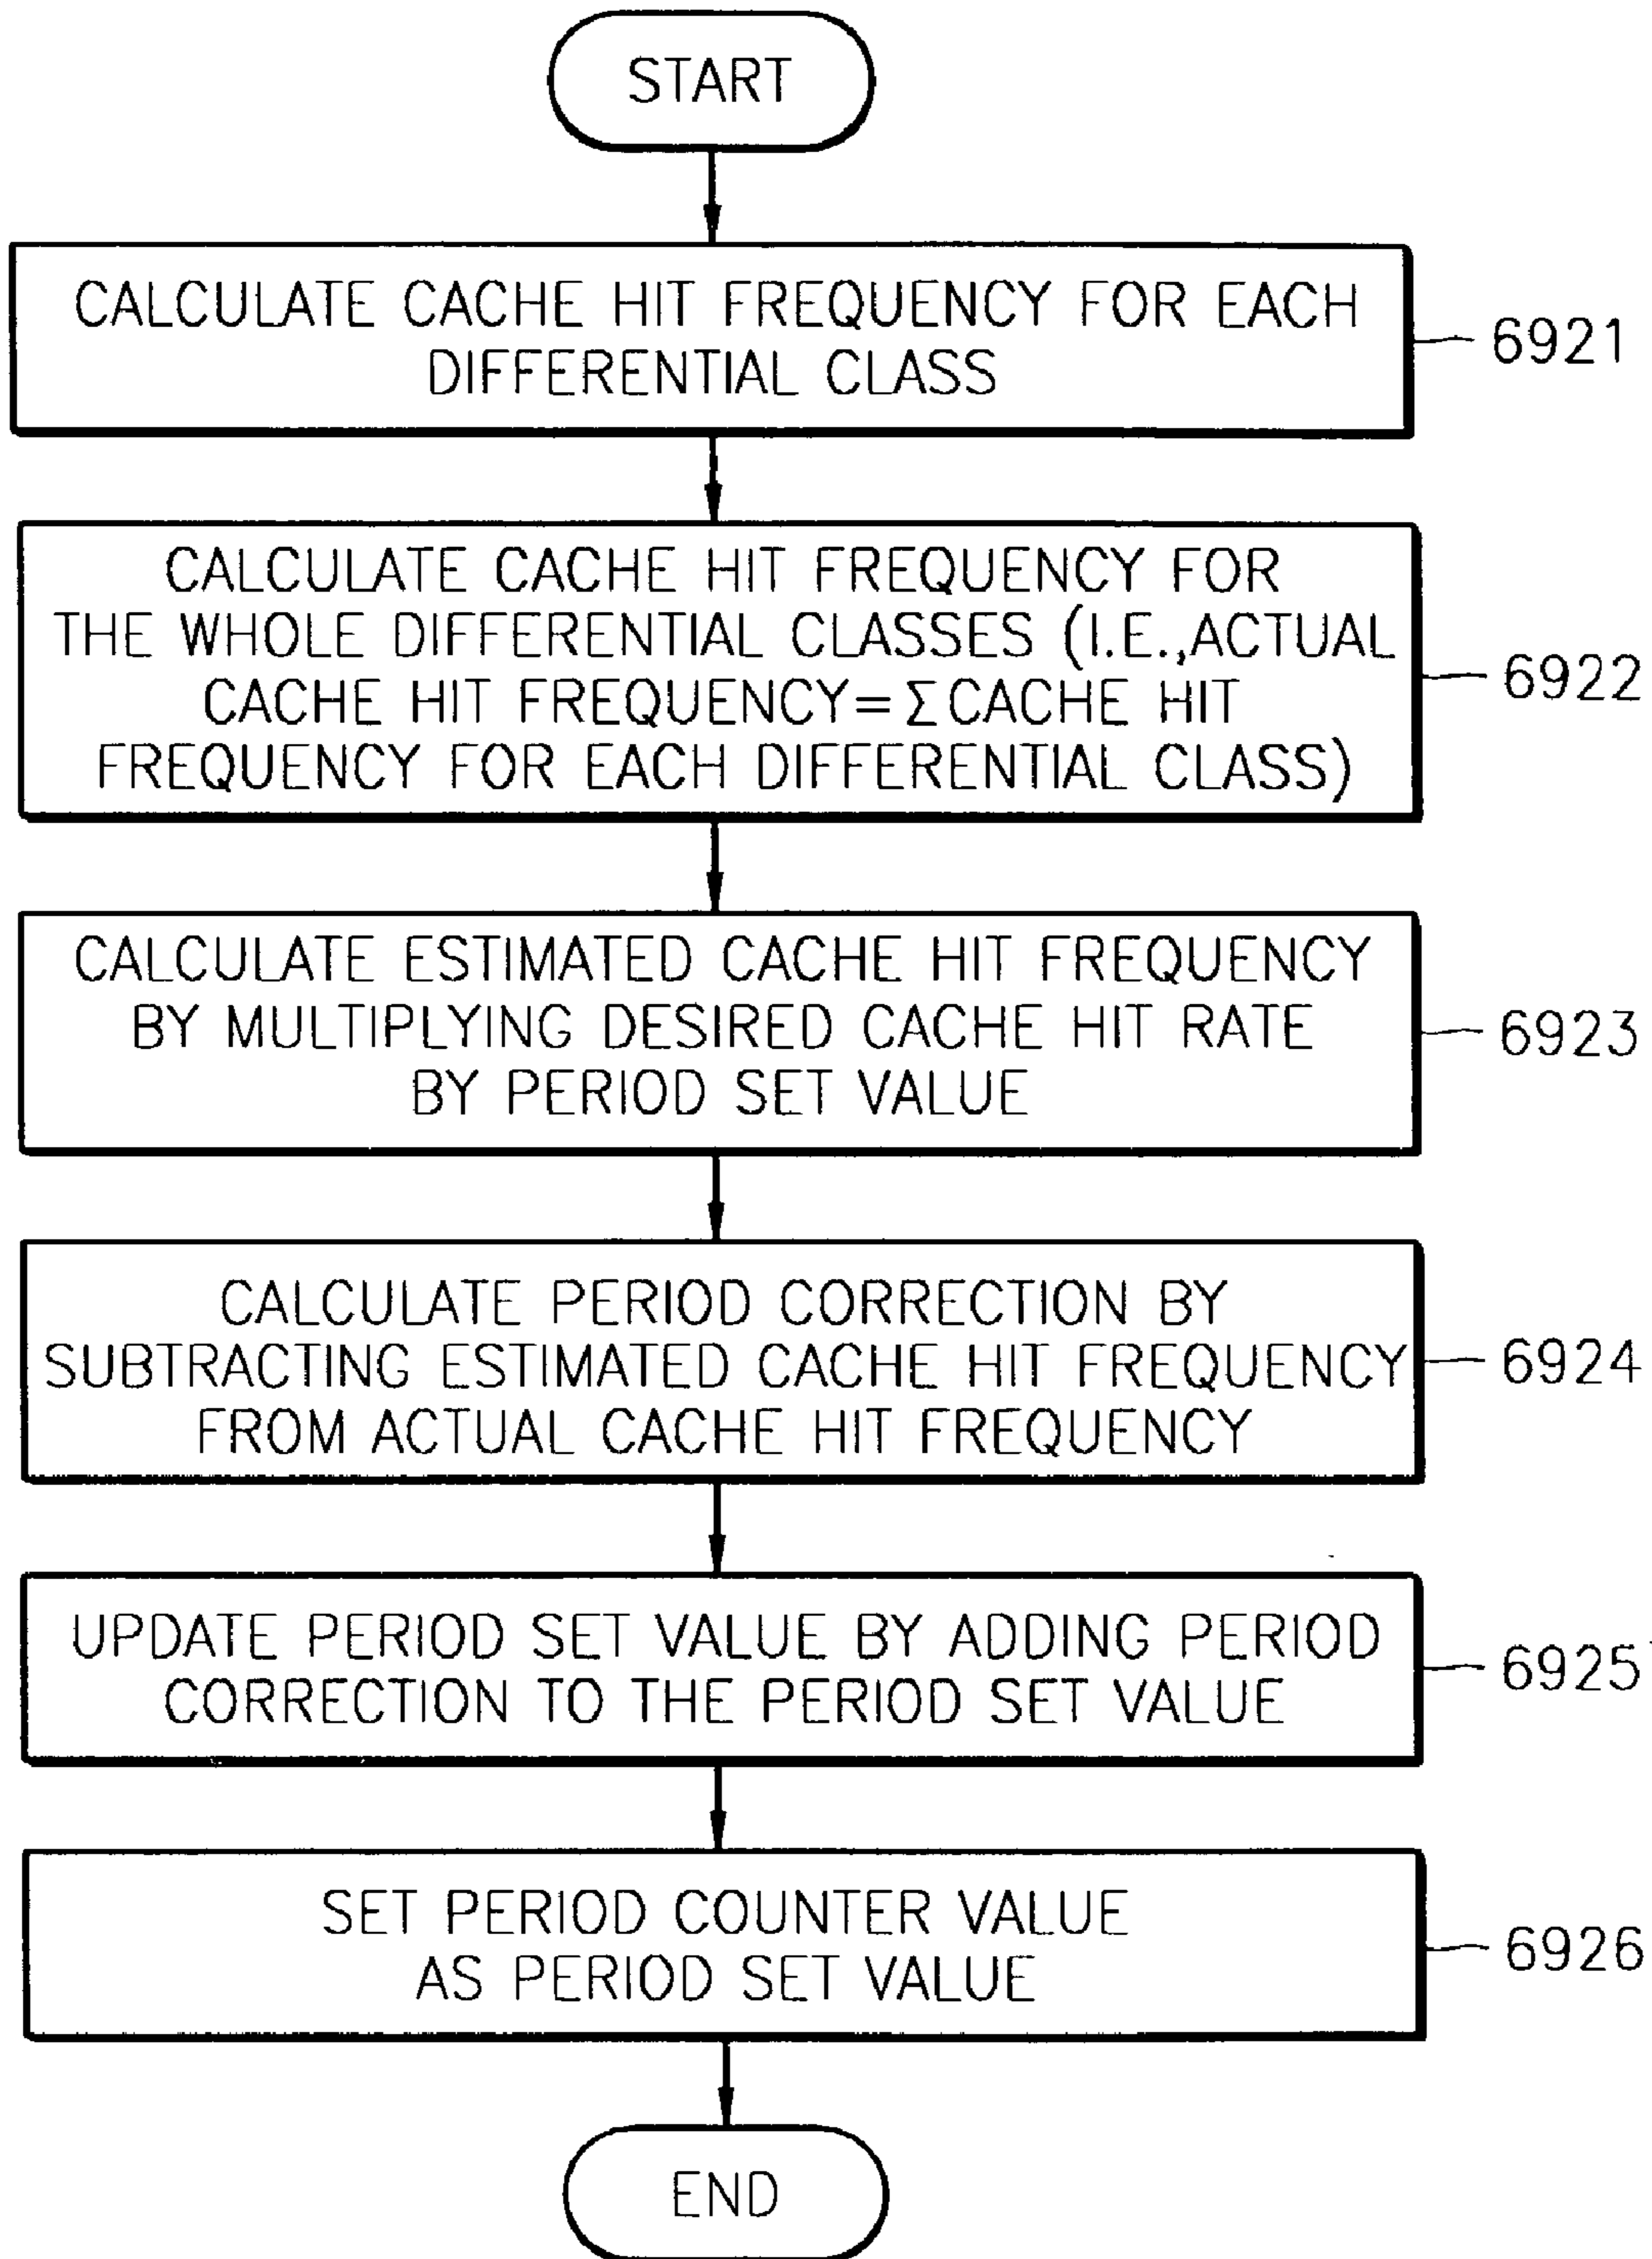 START
CALCULATE CACHE HIT FREQUENCY FOR EACH
DIFFERENTIAL CLASS
6921
CALCULATE CACHE HIT FREQUENCY FOR
THE WHOLE DIFFERENTIAL CLASSES (I.E.,ACTUAL
CACHE HIT FREQUENCY=ΣCACHE HIT
FREQUENCY FOR EACH DIFFERENTIAL CLASS)
6922
CALCULATE ESTIMATED CACHE HIT FREQUENCY
BY MULTIPLYING DESIRED CACHE HIT RATE
BY PERIOD SET VALUE
6923
CALCULATE PERIOD CORRECTION BY
SUBTRACTING ESTIMATED CACHE HIT FREQUENCY
FROM ACTUAL CACHE HIT FREQUENCY
6924
UPDATE PERIOD SET VALUE BY ADDING PERIOD
CORRECTION TO THE PERIOD SET VALUE
6925
SET PERIOD COUNTER VALUE
AS PERIOD SET VALUE
6926
END